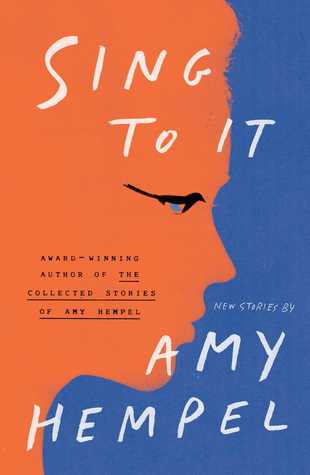 SING
TO IT
AWARD-WINNING
AUTHOR OF THE
COLLECTED STORIES
OF AMY HEMPEL
NEW STORIES BY
AMY
HEMPEL